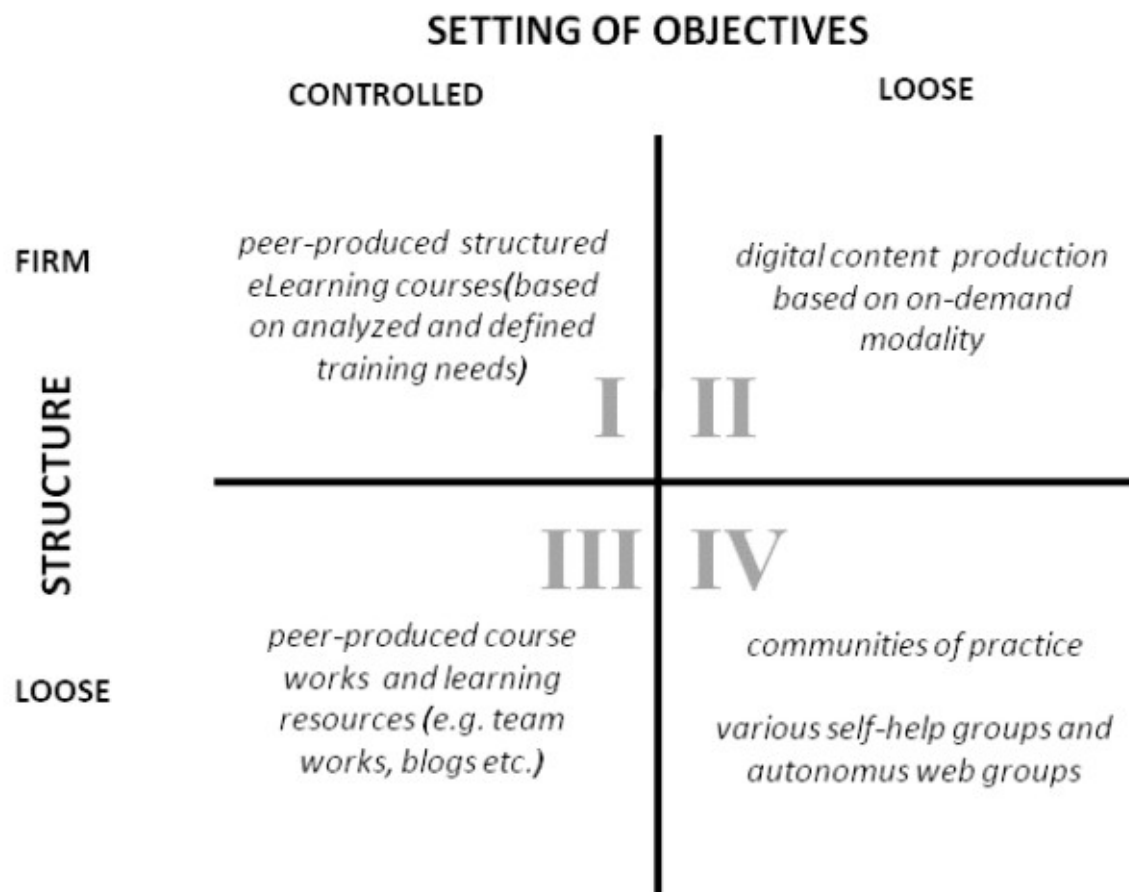 SETTING OF OBJECTIVES
CONTROLLED
LOOSE
STRUCTURE
FIRM
peer-produced structured
eLearning courses(based
on analyzed and defined
training needs)
I
digital content production
based on on-demand
modality
II
LOOSE
III
peer-produced course
works and learning
resources (e.g. team
works, blogs etc.)
IV
communities of practice
various self-help groups and
autonomus web groups